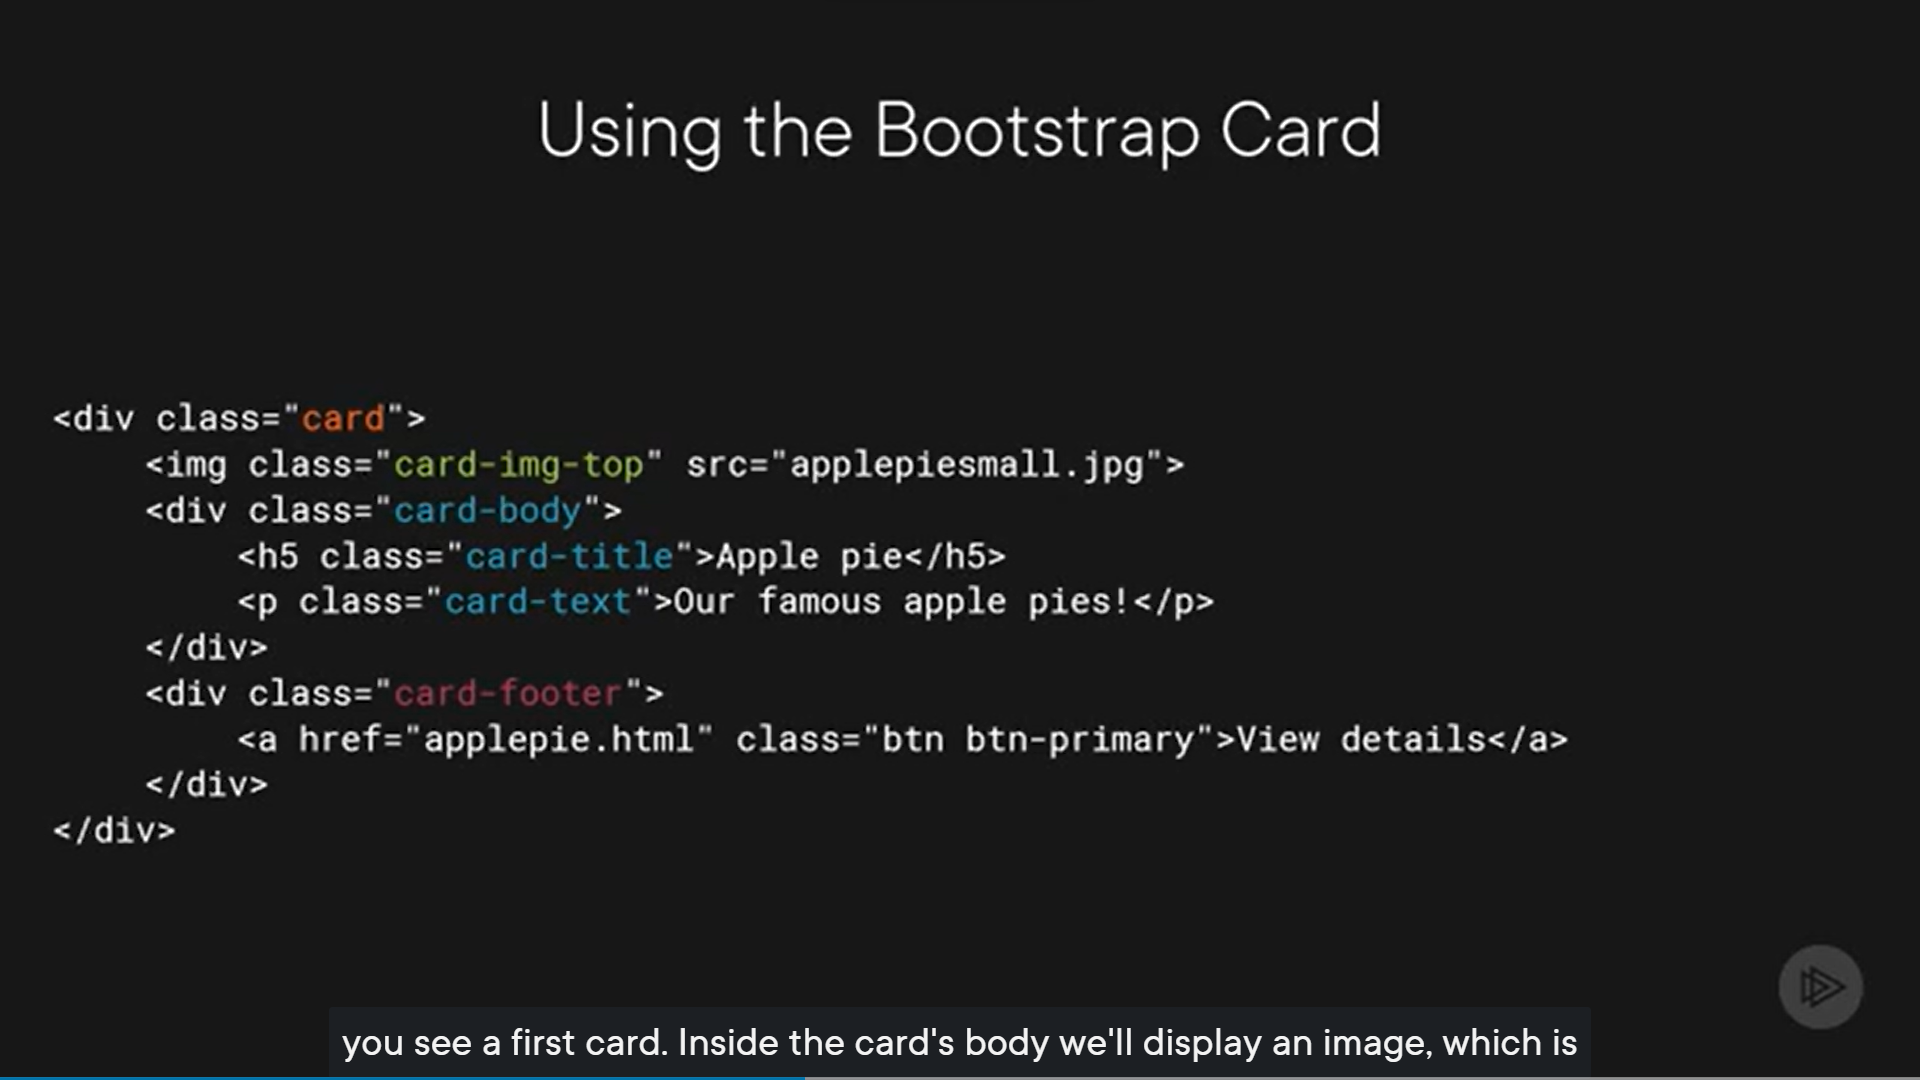 Using the Bootstrap Card
<div class="card">
<img class="card-img-top" src="applepiesmall.jpg">
<div class="card-body">
<h5 class="card-title">Apple pie</h5>
<p class="card-text">Our famous apple pies!</p>
</div>
<div class="card-footer">
<a href="applepie.html" class="btn btn-primary">View details</a>
</div>
</div>
you see a first card. Inside the card's body we'll display an image, which is